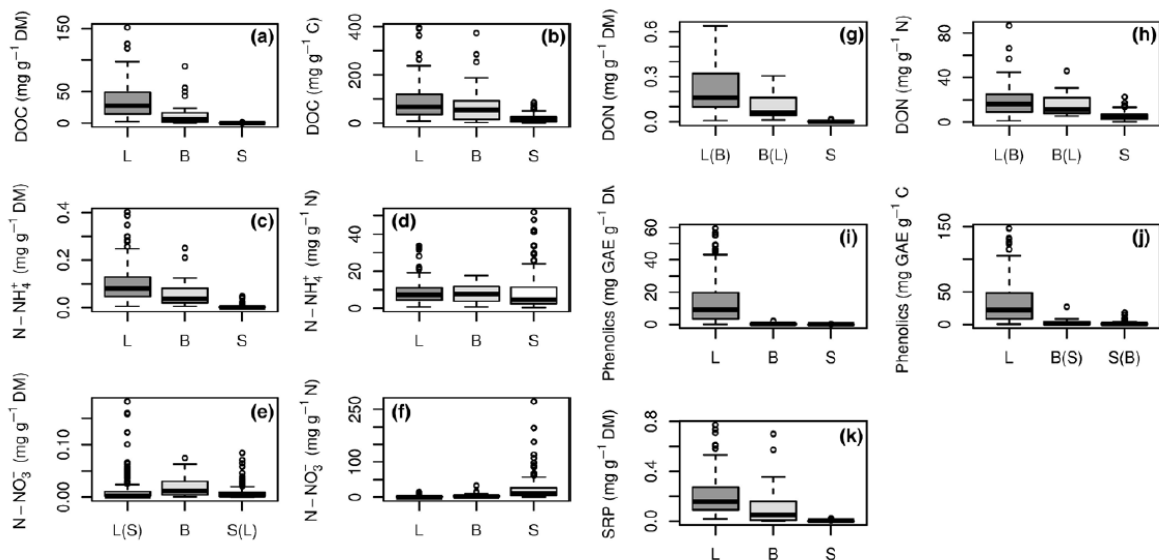 DOC (mg g⁻¹ DM)
150
50
0
(a)
L B S
DOC (mg g⁻¹ C)
400
200
0
(b)
L B S
DON (mg g⁻¹ DM)
0.6
0.3
0.0
(g)
L(B) B(L) S
DON (mg g⁻¹ N)
80
40
0
(h)
L(B) B(L) S
N−NH₄⁺ (mg g⁻¹ DM)
0.4
0.2
0.0
(c)
L B S
N−NH₄⁺ (mg g⁻¹ N)
40
20
10
0
(d)
L B S
Phenolics (mg GAE g⁻¹
60
40
20
0
(i)
L B S
Phenolics (mg GAE g⁻¹ C)
150
50
0
(j)
L B(S) S(B)
N−NO₃⁻ (mg g⁻¹ DM)
0.10
0.00
(e)
L(S) B S(L)
N−NO₃⁻ (mg g⁻¹ N)
250
100
0
(f)
L B S
SRP (mg g⁻¹ DM)
0.8
0.4
0.0
(k)
L B S